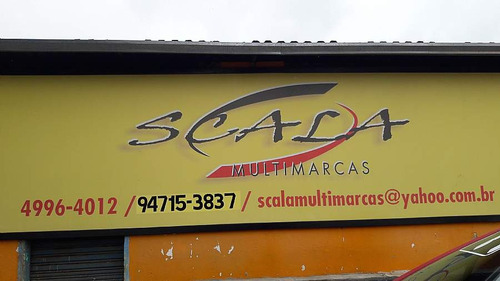 SCALA
MULTIMARCAS
4996-4012 / 94715-3837 / scalamultimarcas@yahoo.com.br